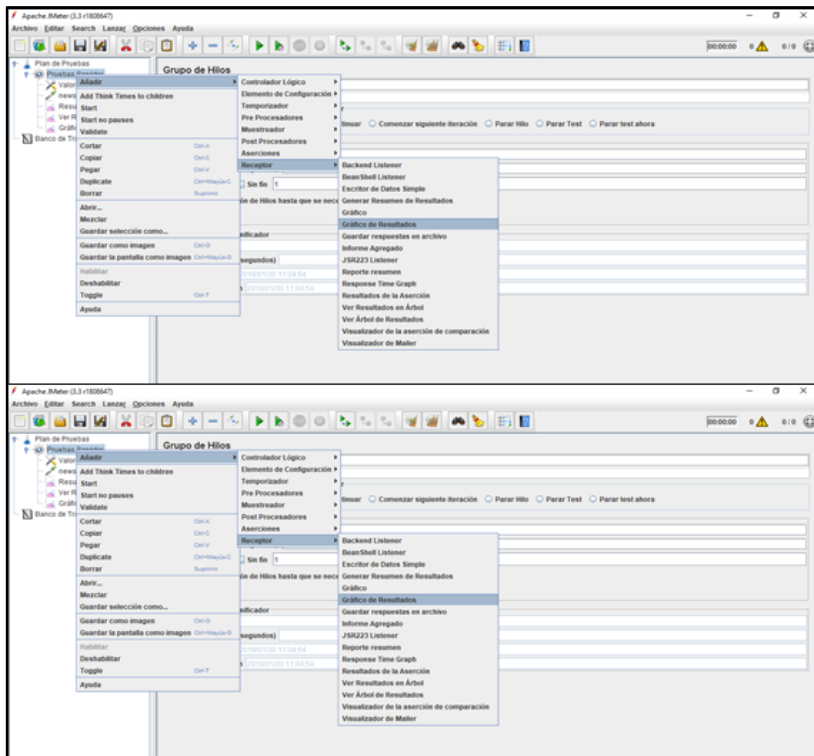 Apache JMeter (3.3 r1808647)
Archivo Editar Search Lanzar Opciones Ayuda
00:00:00 0 0 / 0
Plan de Pruebas
Pruebas
Grupo de Hilos
Añadir
Controlador Lógico
Valor
Add Think Times to children
Elemento de Configuración
news
Start
Temporizador
Resu
Start no pauses
Pre Procesadores
Ver R
Validate
Muestreador
Comenzar siguiente iteración Parar Hilo Parar Test Parar test ahora
Gráfi
Post Procesadores
Banco de
Cortar Ctrl-X
Aserciones
Copiar Ctrl-C
Receptor
Backend Listener
Pegar Ctrl-V
BeanShell Listener
Duplicate Ctrl+Mayús-C
Sin fin 1
Escritor de Datos Simple
Borrar Suprimir
ón de Hilos hasta que se nece
Generar Resumen de Resultados
Abrir...
Gráfico
Mezclar
Gráfico de Resultados
Guardar selección como...
nificador
Guardar respuestas en archivo
Guardar como imagen Ctrl-G
Informe Agregado
Guardar la pantalla como imagen Ctrl+Mayús-G
segundos)
JSR223 Listener
Habilitar
2018/01/30 11:04:54
Reporte resumen
Deshabilitar
Response Time Graph
Toggle Ctrl-T
2018/01/30 11:04:54
Resultados de la Aserción
Ayuda
Ver Resultados en Árbol
Ver Árbol de Resultados
Visualizador de la aserción de comparación
Visualizador de Mailer
Apache JMeter (3.3 r1808647)
Archivo Editar Search Lanzar Opciones Ayuda
00:00:00 0 0 / 0
Plan de Pruebas
Pruebas
Grupo de Hilos
Añadir
Controlador Lógico
Valor
Add Think Times to children
Elemento de Configuración
news
Start
Temporizador
Resu
Start no pauses
Pre Procesadores
Ver R
Validate
Muestreador
Comenzar siguiente iteración Parar Hilo Parar Test Parar test ahora
Gráfi
Post Procesadores
Banco de
Cortar Ctrl-X
Aserciones
Copiar Ctrl-C
Receptor
Backend Listener
Pegar Ctrl-V
BeanShell Listener
Duplicate Ctrl+Mayús-C
Sin fin 1
Escritor de Datos Simple
Borrar Suprimir
ón de Hilos hasta que se nece
Generar Resumen de Resultados
Abrir...
Gráfico
Mezclar
Gráfico de Resultados
Guardar selección como...
nificador
Guardar respuestas en archivo
Guardar como imagen Ctrl-G
Informe Agregado
Guardar la pantalla como imagen Ctrl+Mayús-G
segundos)
JSR223 Listener
Habilitar
2018/01/30 11:04:54
Reporte resumen
Deshabilitar
Response Time Graph
Toggle Ctrl-T
2018/01/30 11:04:54
Resultados de la Aserción
Ayuda
Ver Resultados en Árbol
Ver Árbol de Resultados
Visualizador de la aserción de comparación
Visualizador de Mailer